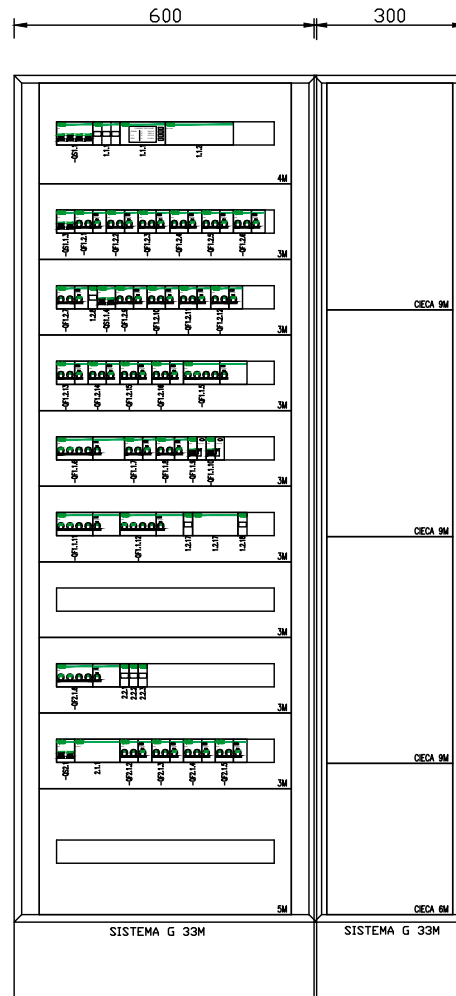 600 300
-QS1.1 1.1.1 1.1.1 1.1.2
4M
-QS1.1.3 -QF1.2.1 -QF1.2.2 -QF1.2.3 -QF1.2.4 -QF1.2.5 -QF1.2.6
3M
-QF1.2.7 1.2.8 -QS1.1.4 -QF1.2.9 -QF1.2.10 -QF1.2.11 -QF1.2.12
3M
CIECA 9M
-QF1.2.13 -QF1.2.14 -QF1.2.15 -QF1.2.16 -QF1.1.5
3M
-QF1.1.6 -QF1.1.7 -QF1.1.8 -QF1.1.9 -QF1.1.10
3M
CIECA 9M
-QF1.1.11 -QF1.1.12 1.2.17 1.2.17 1.2.18
3M
3M
-QF2.1.6 2.2.1 2.2.2 2.2.3
3M
CIECA 9M
-QS2.1 2.1.1 -QF2.1.2 -QF2.1.3 -QF2.1.4 -QF2.1.5
3M
5M
CIECA 6M
SISTEMA G 33M SISTEMA G 33M